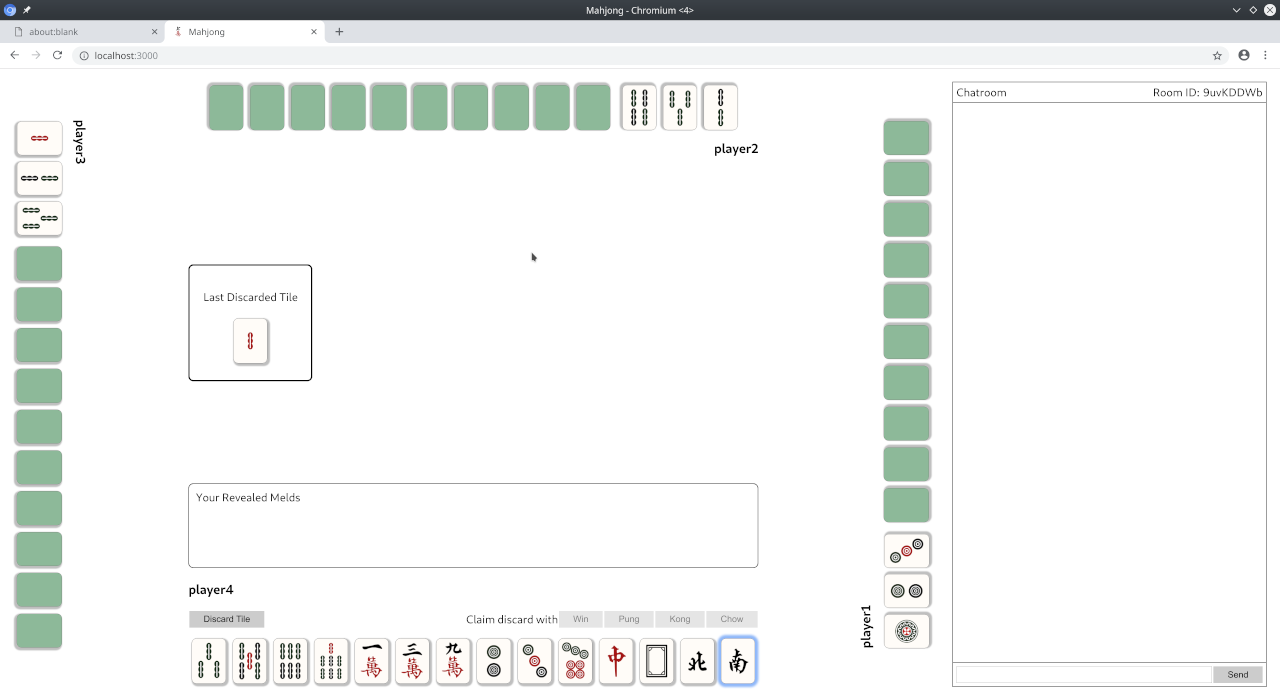 Mahjong - Chromium <4>
about:blank
Mahjong
localhost:3000
Chatroom
Room ID: 9uvKDDWb
player3
player2
Last Discarded Tile
Your Revealed Melds
player4
player1
Discard Tile
Claim discard with
Win
Pung
Kong
Chow
一萬 三萬 九萬 中 北 南
Send